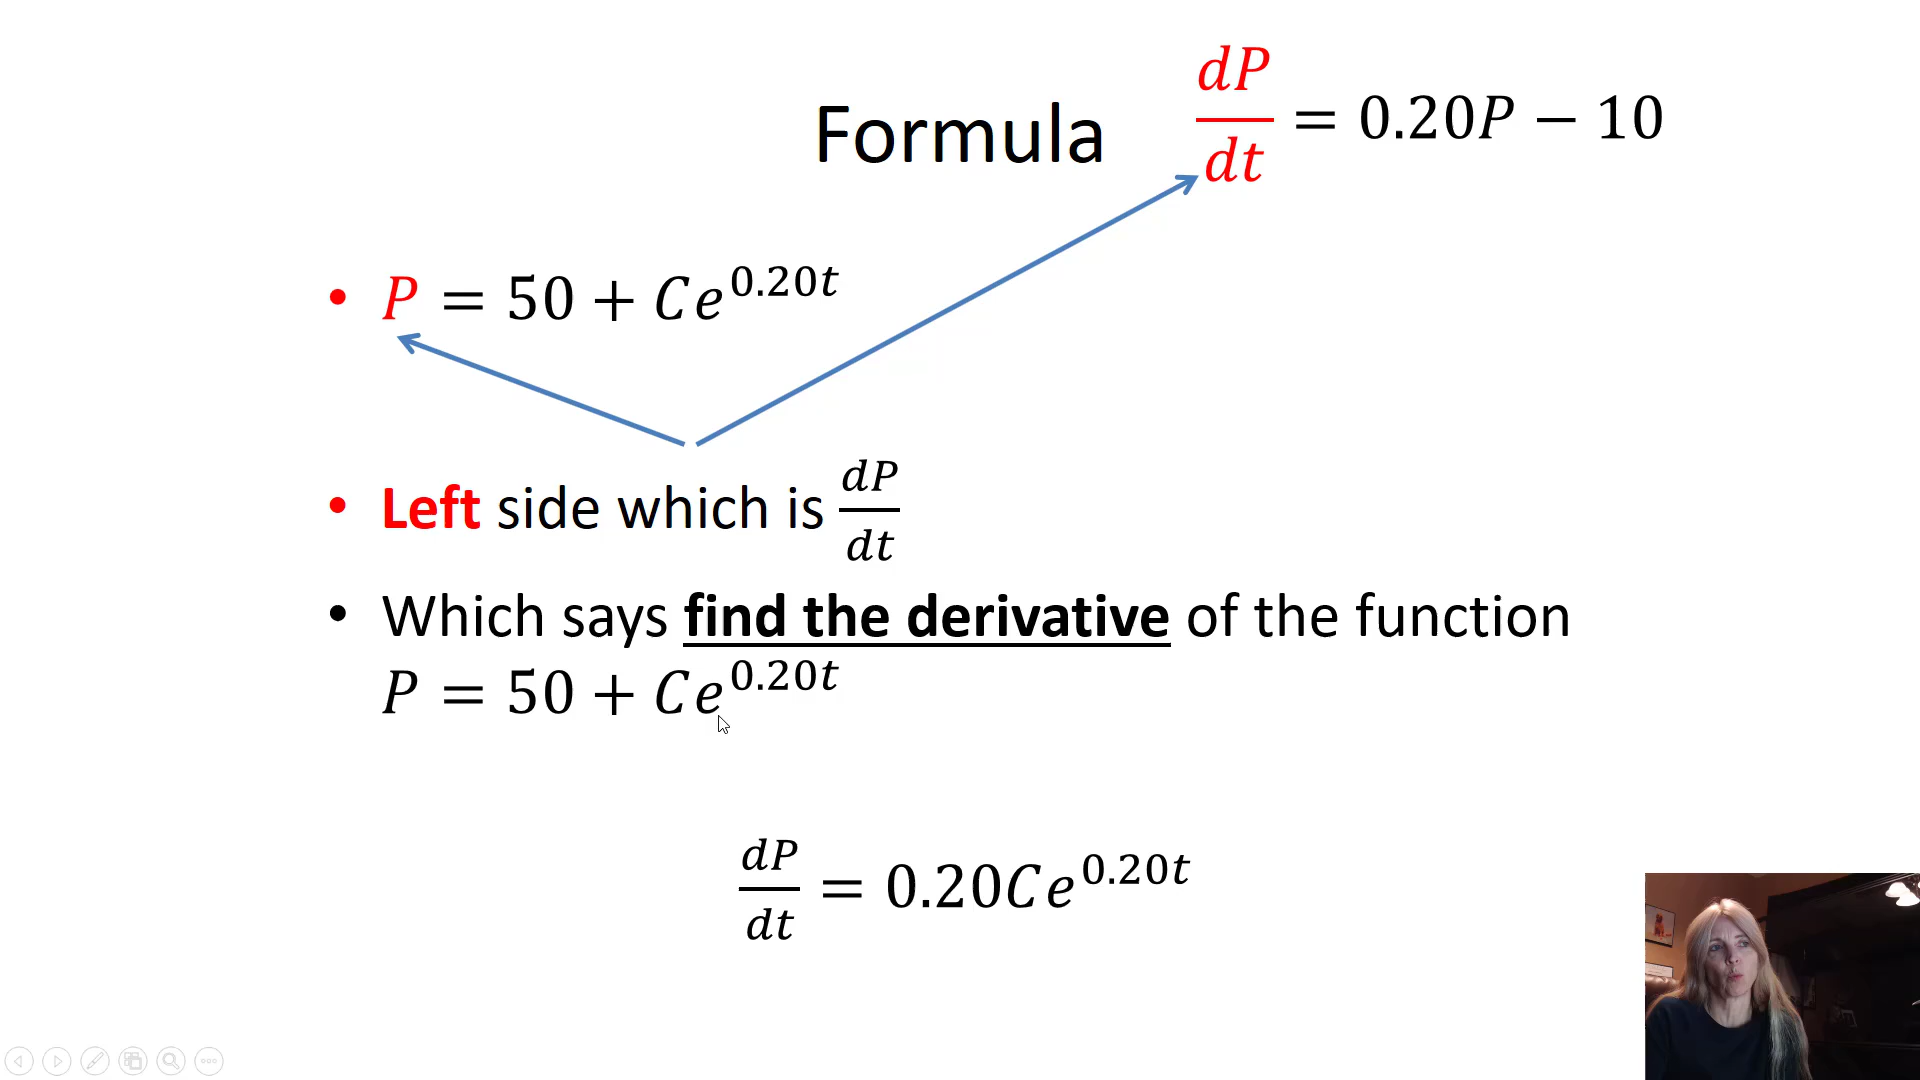 Formula
dP/dt = 0.20P − 10
• P = 50 + Ce^0.20t
• Left side which is dP/dt
• Which says find the derivative of the function
P = 50 + Ce^0.20t
dP/dt = 0.20Ce^0.20t